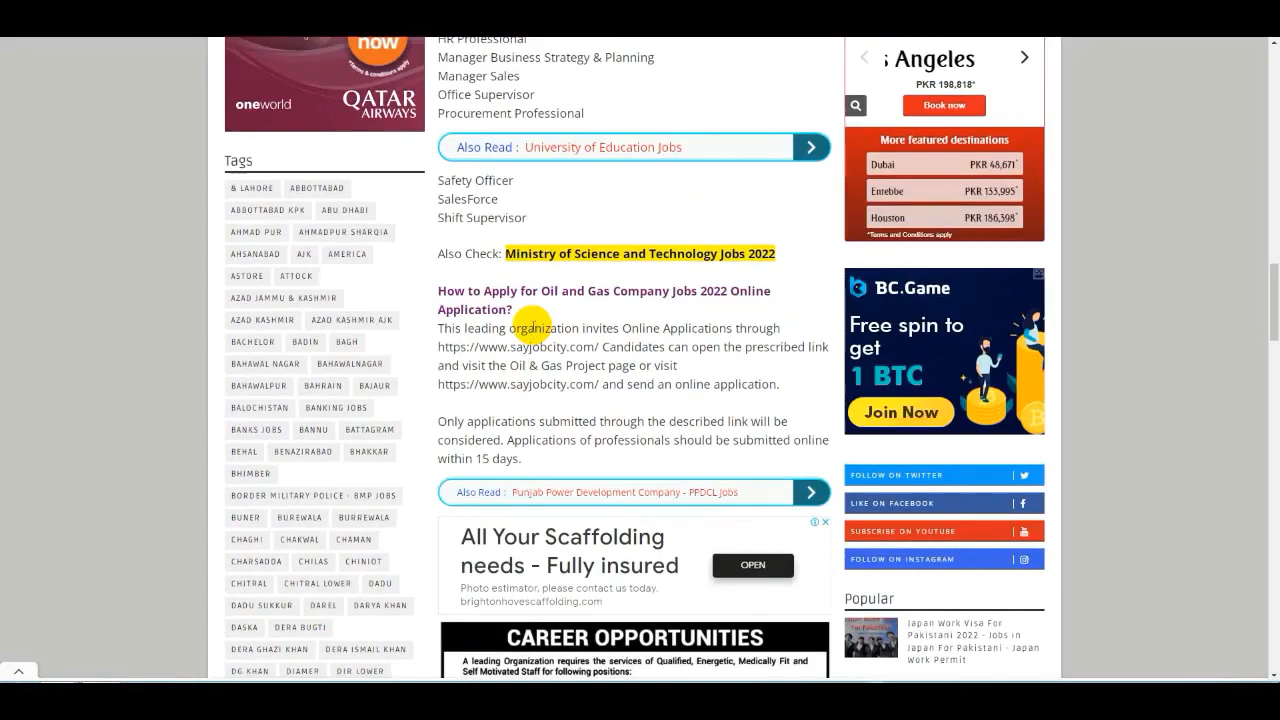 now
*terms & conditions apply
oneworld
QATAR
AIRWAYS
Tags
& LAHORE
ABBOTTABAD
ABBOTTABAD KPK
ABU DHABI
AHMAD PUR
AHMADPUR SHARQIA
AHSANABAD
AJK
AMERICA
ASTORE
ATTOCK
AZAD JAMMU & KASHMIR
AZAD KASHMIR
AZAD KASHMIR AJK
BACHELOR
BADIN
BAGH
BAHAWAL NAGAR
BAHAWALNAGAR
BAHAWALPUR
BAHRAIN
BAJAUR
BALOCHISTAN
BANKING JOBS
BANKS JOBS
BANNU
BATTAGRAM
BEHAL
BENAZIRABAD
BHAKKAR
BHIMBER
BORDER MILITARY POLICE - BMP JOBS
BUNER
BUREWALA
BURREWALA
CHAGHI
CHAKWAL
CHAMAN
CHARSADDA
CHILAS
CHINIOT
CHITRAL
CHITRAL LOWER
DADU
DADU SUKKUR
DAREL
DARYA KHAN
DASKA
DERA BUGTI
DERA GHAZI KHAN
DERA ISMAIL KHAN
DG KHAN
DIAMER
DIR LOWER
HR Professional
Manager Business Strategy & Planning
Manager Sales
Office Supervisor
Procurement Professional
Also Read : University of Education Jobs
Safety Officer
SalesForce
Shift Supervisor
Also Check: Ministry of Science and Technology Jobs 2022
How to Apply for Oil and Gas Company Jobs 2022 Online
Application?
This leading organization invites Online Applications through
https://www.sayjobcity.com/ Candidates can open the prescribed link
and visit the Oil & Gas Project page or visit
https://www.sayjobcity.com/ and send an online application.
Only applications submitted through the described link will be
considered. Applications of professionals should be submitted online
within 15 days.
Also Read : Punjab Power Development Company - PPDCL Jobs
All Your Scaffolding
needs - Fully insured
Photo estimator, please contact us today.
brightonhovescaffolding.com
OPEN
CAREER OPPORTUNITIES
A leading Organization requires the services of Qualified, Energetic, Medically Fit and
Self Motivated Staff for following positions:
Angeles
PKR 198,818*
Book now
More featured destinations
Dubai PKR 48,671*
Entebbe PKR 133,995*
Houston PKR 186,398*
*Terms and Conditions apply
BC.Game
Free spin to
get
1 BTC
Join Now
FOLLOW ON TWITTER
LIKE ON FACEBOOK
SUBSCRIBE ON YOUTUBE
FOLLOW ON INSTAGRAM
Popular
Japan Work Visa For
Pakistani 2022 - Jobs in
Japan For Pakistani - Japan
Work Permit